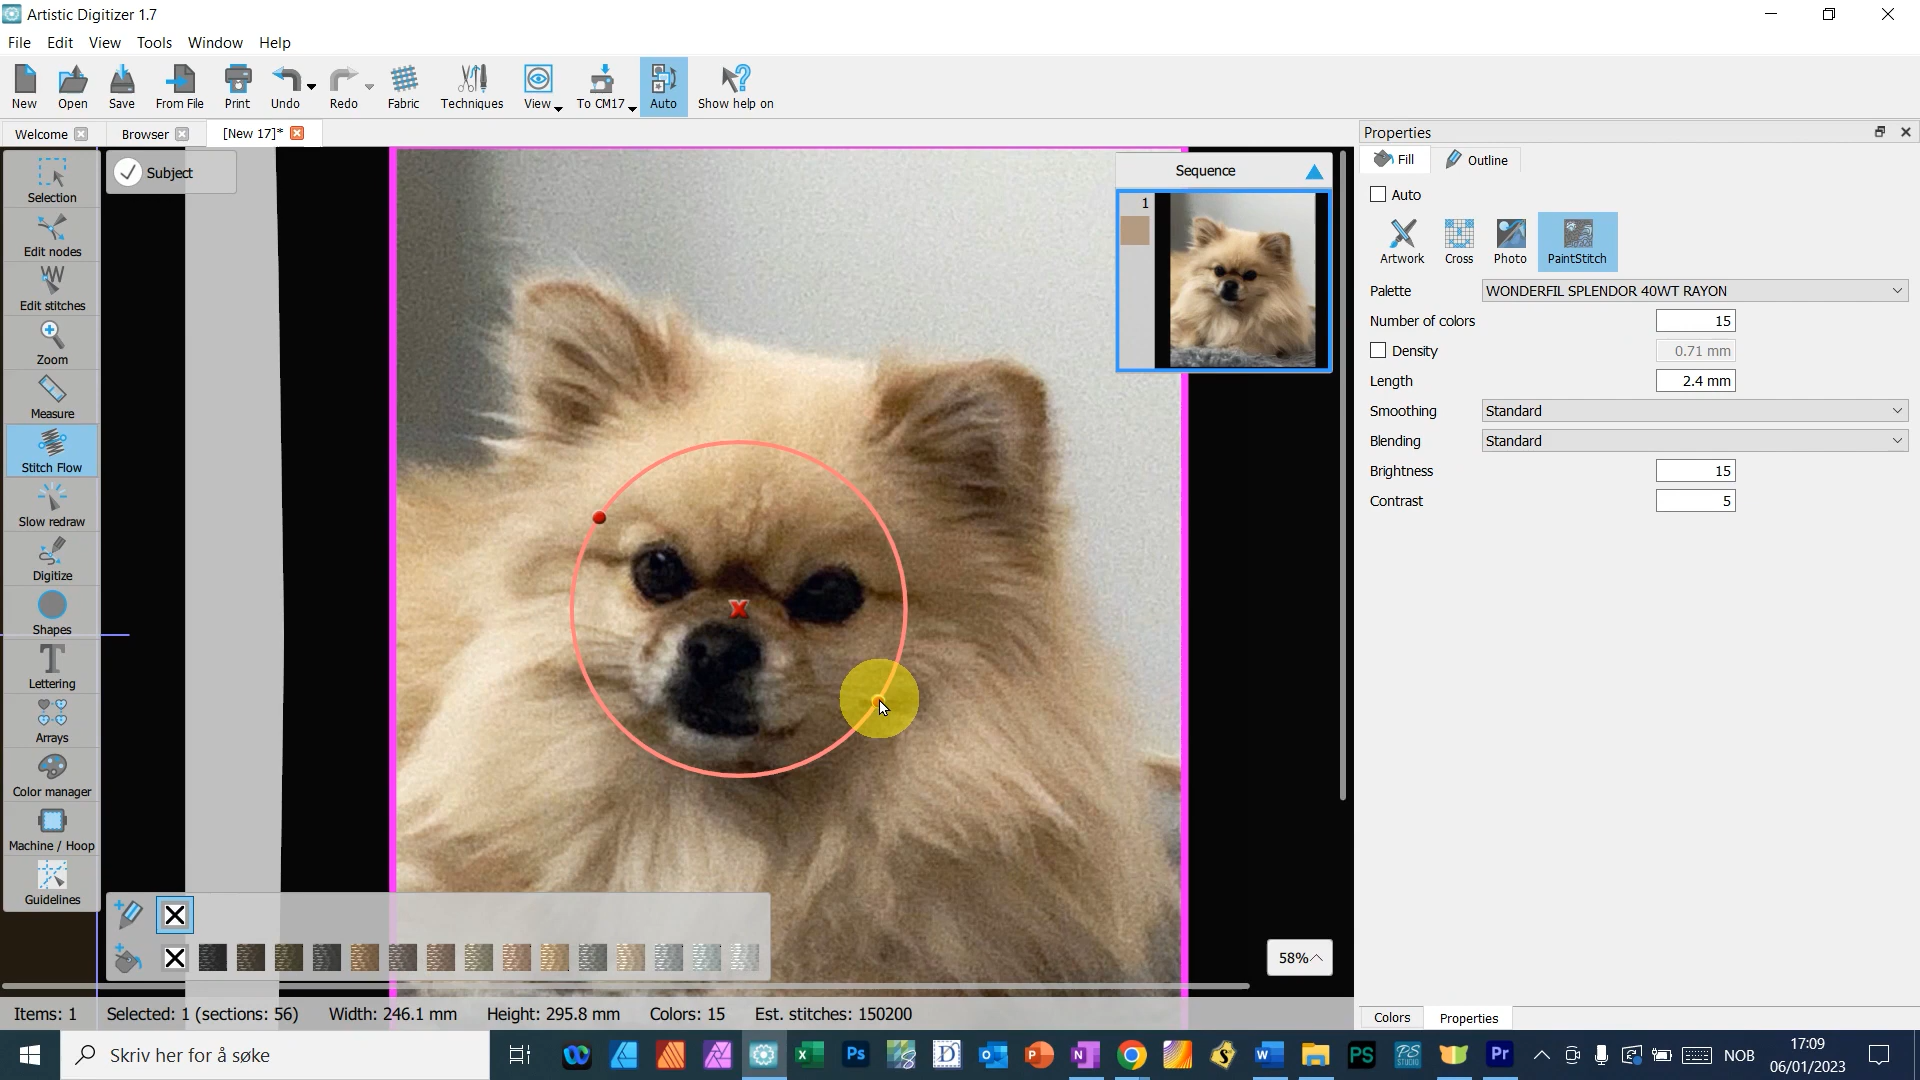 Artistic Digitizer 1.7
File Edit View Tools Window Help
New Open Save From File Print Undo Redo Fabric Techniques View To CM17 Auto Show help on
Welcome Browser [New 17]*
Properties
Subject
Sequence
1
Fill Outline
Auto
Artwork Cross Photo PaintStitch
Palette WONDERFIL SPLENDOR 40WT RAYON
Number of colors 15
Density 0.71 mm
Length 2.4 mm
Smoothing Standard
Blending Standard
Brightness 15
Contrast 5
Selection
Edit nodes
Edit stitches
Zoom
Measure
Stitch Flow
Slow redraw
Digitize
Shapes
Lettering
Arrays
Color manager
Machine / Hoop
Guidelines
58%
Items: 1 Selected: 1 (sections: 56) Width: 246.1 mm Height: 295.8 mm Colors: 15 Est. stitches: 150200
Colors Properties
Skriv her for å søke
NOB
17:09
06/01/2023